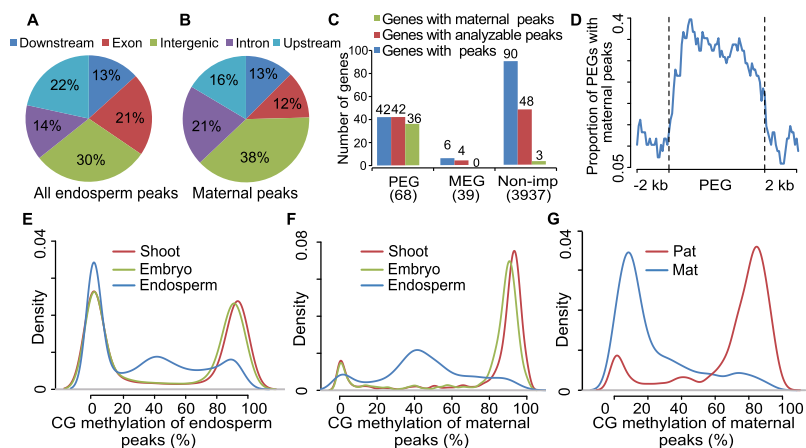 A
B
Downstream Exon Intergenic Intron Upstream
13%
21%
30%
14%
22%
All endosperm peaks
13%
12%
38%
21%
16%
Maternal peaks
C
Genes with maternal peaks
Genes with analyzable peaks
Genes with peaks
Number of genes
100
80
60
40
20
0
42 42 36
6 4 0
90 48 3
PEG MEG Non-imp
(68) (39) (3937)
D
Proportion of PEGs with
maternal peaks
0.4
0.05
-2 kb PEG 2 kb
E
Shoot
Embryo
Endosperm
Density
0.04
0
0 20 40 60 80 100
CG methylation of endosperm
peaks (%)
F
Shoot
Embryo
Endosperm
Density
0.08
0
0 20 40 60 80 100
CG methylation of maternal
peaks (%)
G
Pat
Mat
Density
0.04
0
0 20 40 60 80 100
CG methylation of maternal
peaks (%)